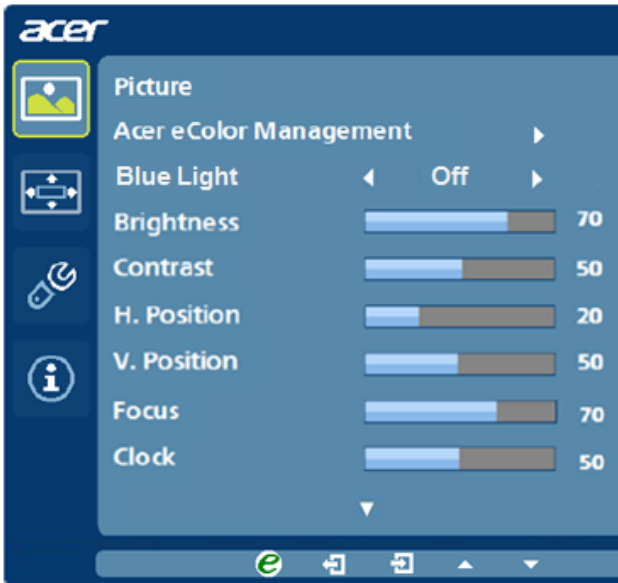 acer
Picture
Acer eColor Management
Blue Light Off
Brightness 70
Contrast 50
H. Position 20
V. Position 50
Focus 70
Clock 50
e